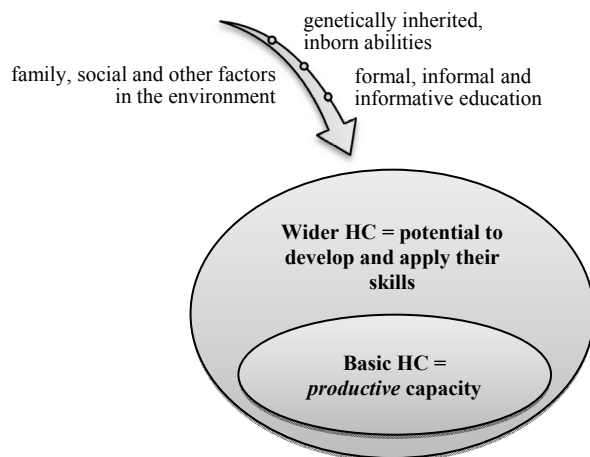 genetically inherited,
inborn abilities
family, social and other factors
in the environment
formal, informal and
informative education
Wider HC = potential to
develop and apply their
skills
Basic HC =
productive capacity